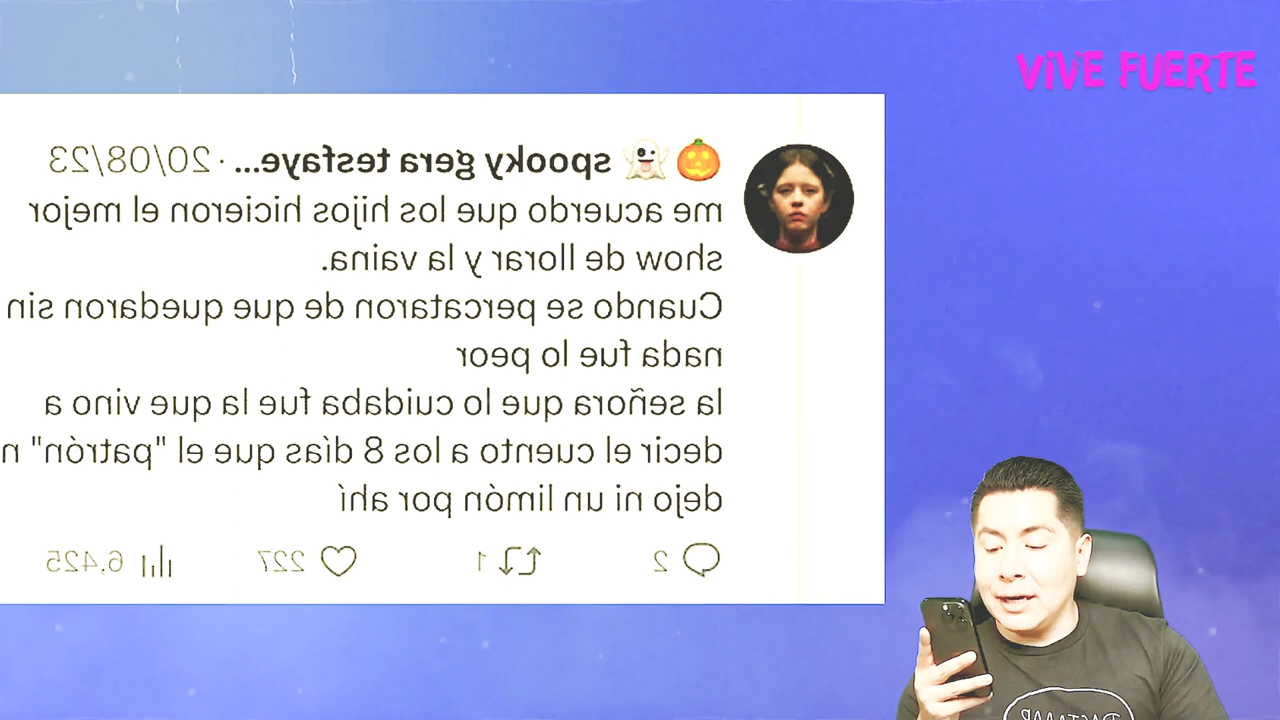 VIVE FUERTE
🎃👻 spooky gera tesfaye... · 20/08/23
me acuerdo que los hijos hicieron el mejor
show de llorar y la vaina.
Cuando se percataron de que quedaron sin
nada fue lo peor
la señora que lo cuidaba fue la que vino a
decir el cuento a los 8 días que el "patrón" n
dejo ni un limón por ahí
2 1 227 6.425